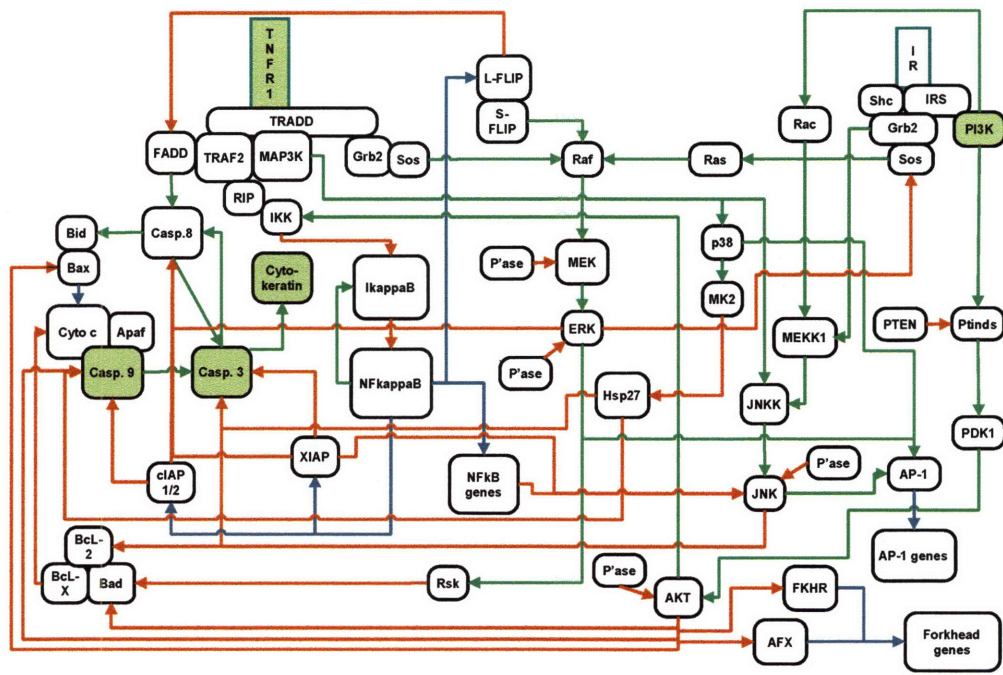 T
N
F
R
1
I
R
L-FLIP
S-
FLIP
Shc
IRS
TRADD
Rac
Grb2
PI3K
FADD
TRAF2
MAP3K
Grb2
Sos
Raf
Ras
Sos
RIP
IKK
Bid
Casp.8
p38
Bax
Cyto-
keratin
P'ase
MEK
IkappaB
MK2
Cyto c
Apaf
ERK
MEKK1
PTEN
Ptinds
Casp. 9
Casp. 3
P'ase
NFkappaB
Hsp27
JNKK
PDK1
XIAP
cIAP
1/2
NFkB
genes
P'ase
JNK
AP-1
BcL-
2
AP-1 genes
BcL-
X
Bad
Rsk
P'ase
AKT
FKHR
AFX
Forkhead
genes